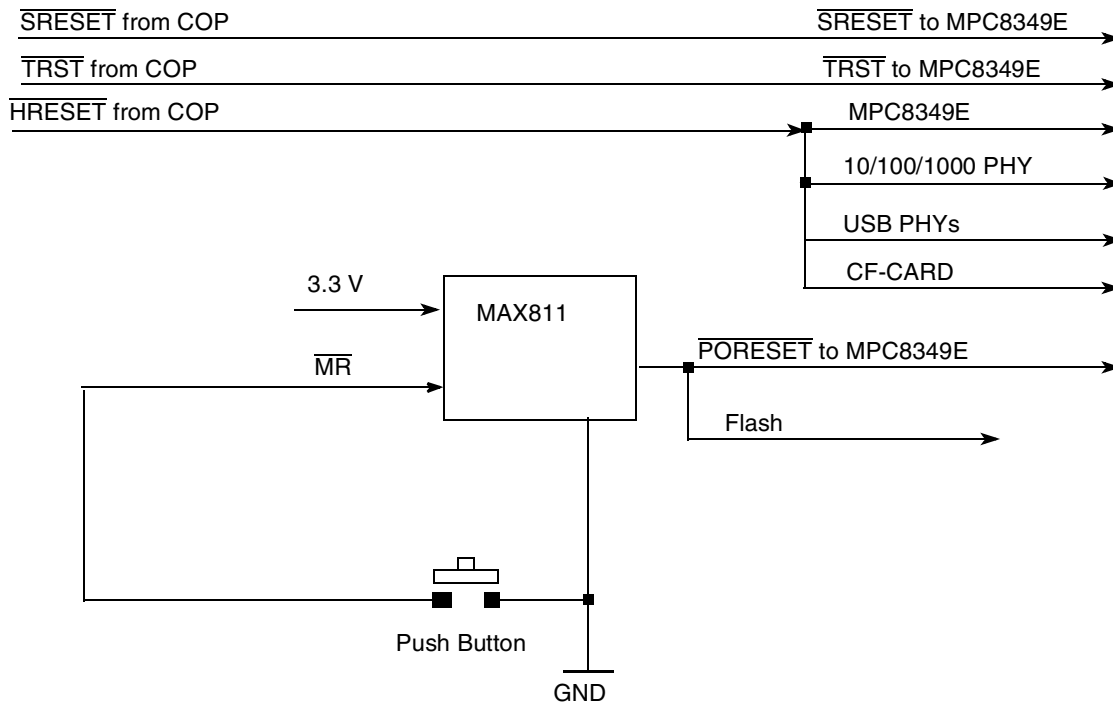 SRESET from COP
SRESET to MPC8349E
TRST from COP
TRST to MPC8349E
HRESET from COP
MPC8349E
10/100/1000 PHY
USB PHYs
CF-CARD
3.3 V
MAX811
MR
PORESET to MPC8349E
Flash
Push Button
GND